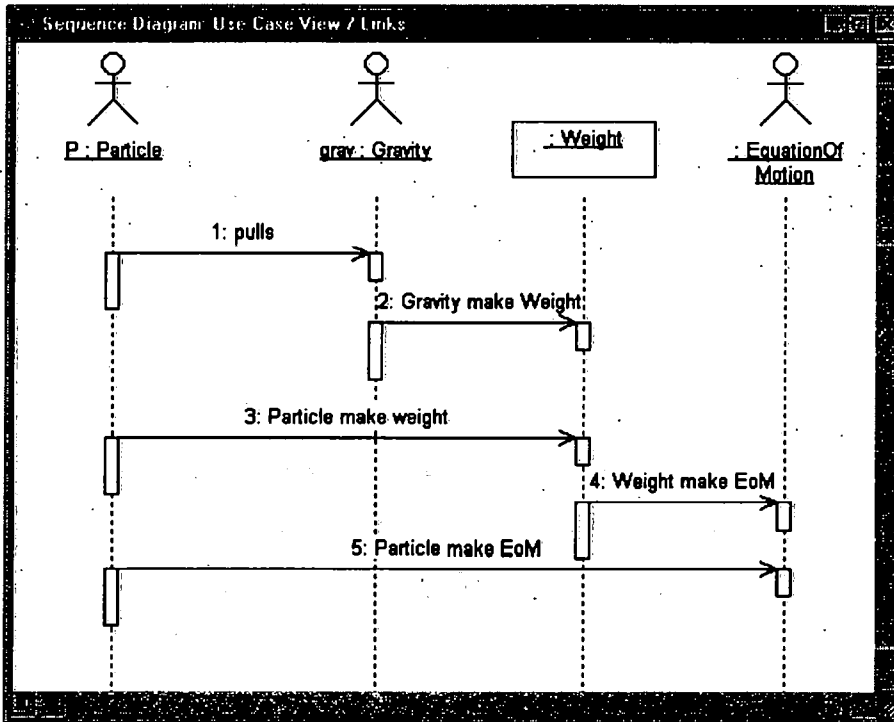 Sequence Diagram: Use Case View / Links
P : Particle
grav : Gravity
: Weight
: EquationOf
Motion
1: pulls
2: Gravity make Weight
3: Particle make weight
4: Weight make EoM
5: Particle make EoM